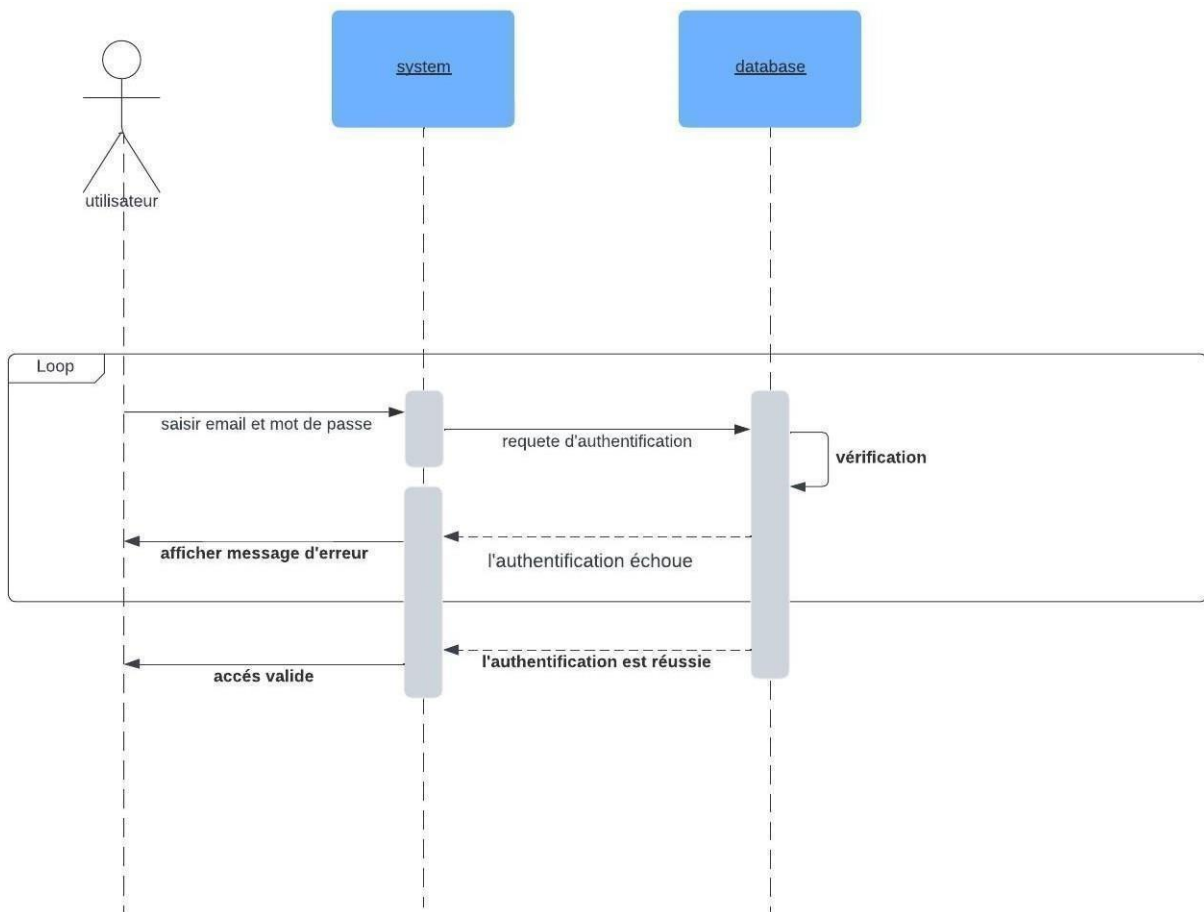 system
database
utilisateur
Loop
saisir email et mot de passe
requete d'authentification
vérification
afficher message d'erreur
l'authentification échoue
l'authentification est réussie
accés valide